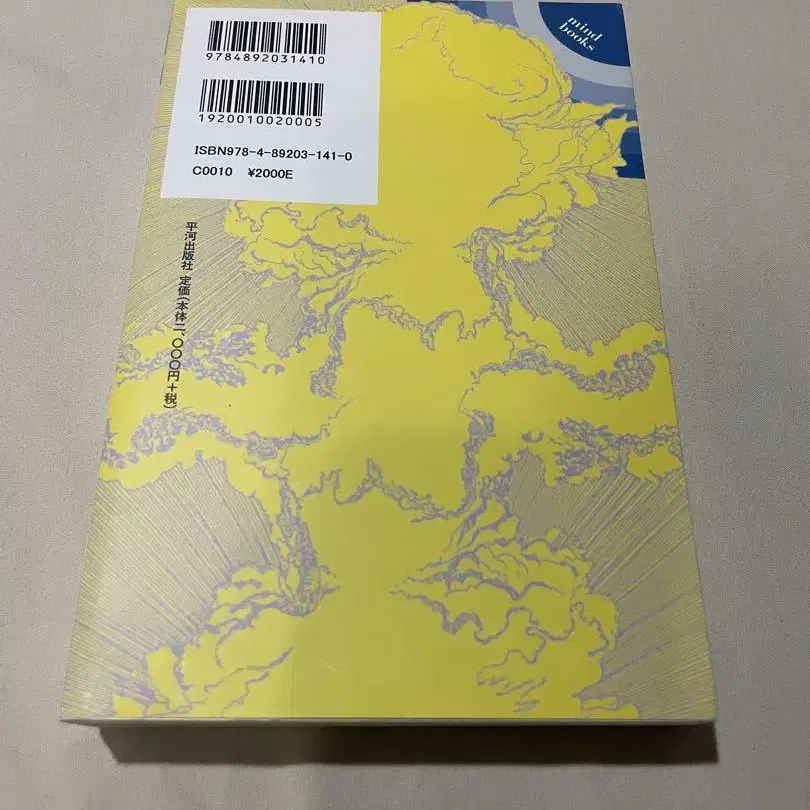 9784892031410
1920010020005
ISBN978-4-89203-141-0
C0010 ¥2000E
mind
books
平河出版社 定価(本体二、〇〇〇円+税)